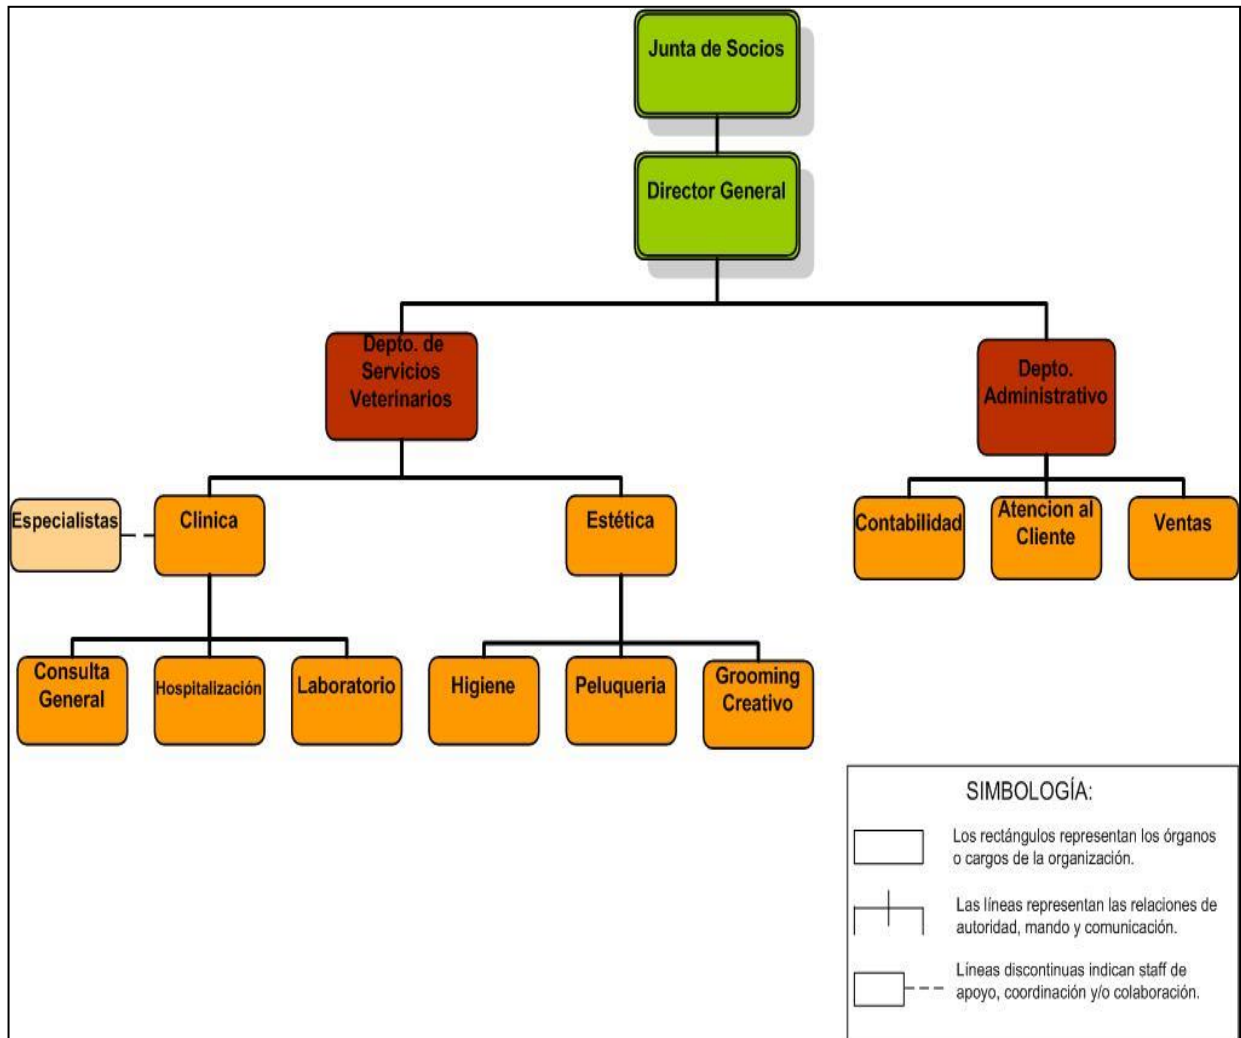 Junta de Socios
Director General
Depto. de
Servicios
Veterinarios
Depto.
Administrativo
Especialistas
Clinica
Estética
Contabilidad
Atencion al
Cliente
Ventas
Consulta
General
Hospitalización
Laboratorio
Higiene
Peluqueria
Grooming
Creativo
SIMBOLOGÍA:
Los rectángulos representan los órganos
o cargos de la organización.
Las líneas representan las relaciones de
autoridad, mando y comunicación.
Líneas discontinuas indican staff de
apoyo, coordinación y/o colaboración.